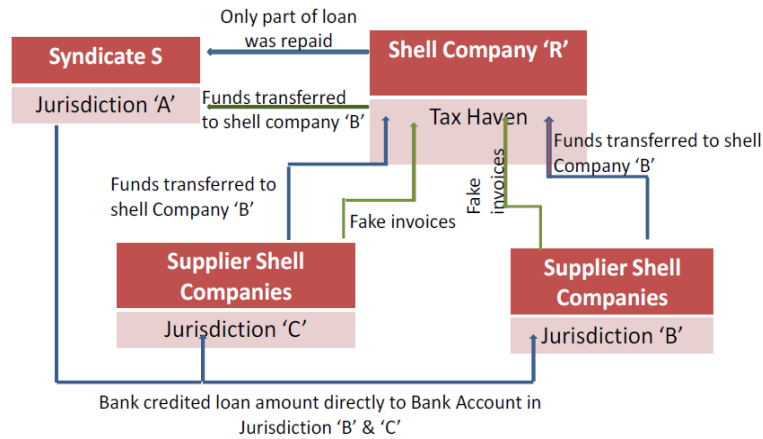 Only part of loan
was repaid
Syndicate S
Jurisdiction ‘A’
Shell Company ‘R’
Tax Haven
Funds transferred
to shell company ‘B’
Funds transferred to shell
Company ‘B’
Fake
invoices
Funds transferred to
shell Company ‘B’
Fake invoices
Supplier Shell
Companies
Jurisdiction ‘C’
Supplier Shell
Companies
Jurisdiction ‘B’
Bank credited loan amount directly to Bank Account in
Jurisdiction ‘B’ & ‘C’